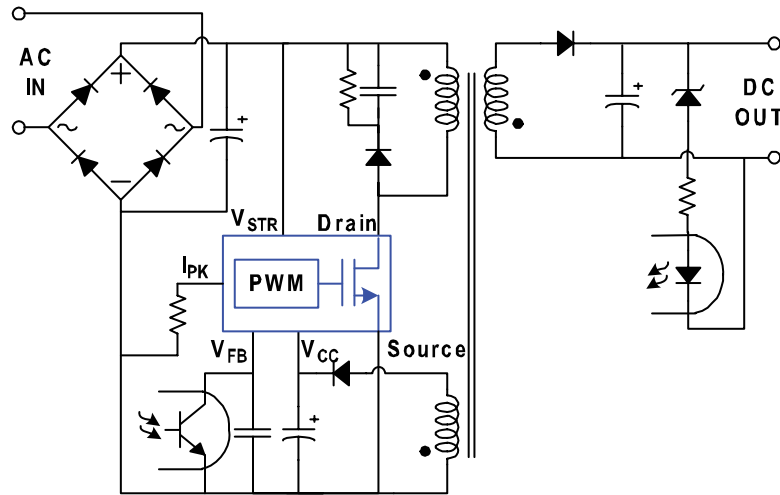 AC
IN
+
~
~
−
+
+
DC
OUT
VSTR
Drain
IPK
PWM
VFB
VCC
Source
+